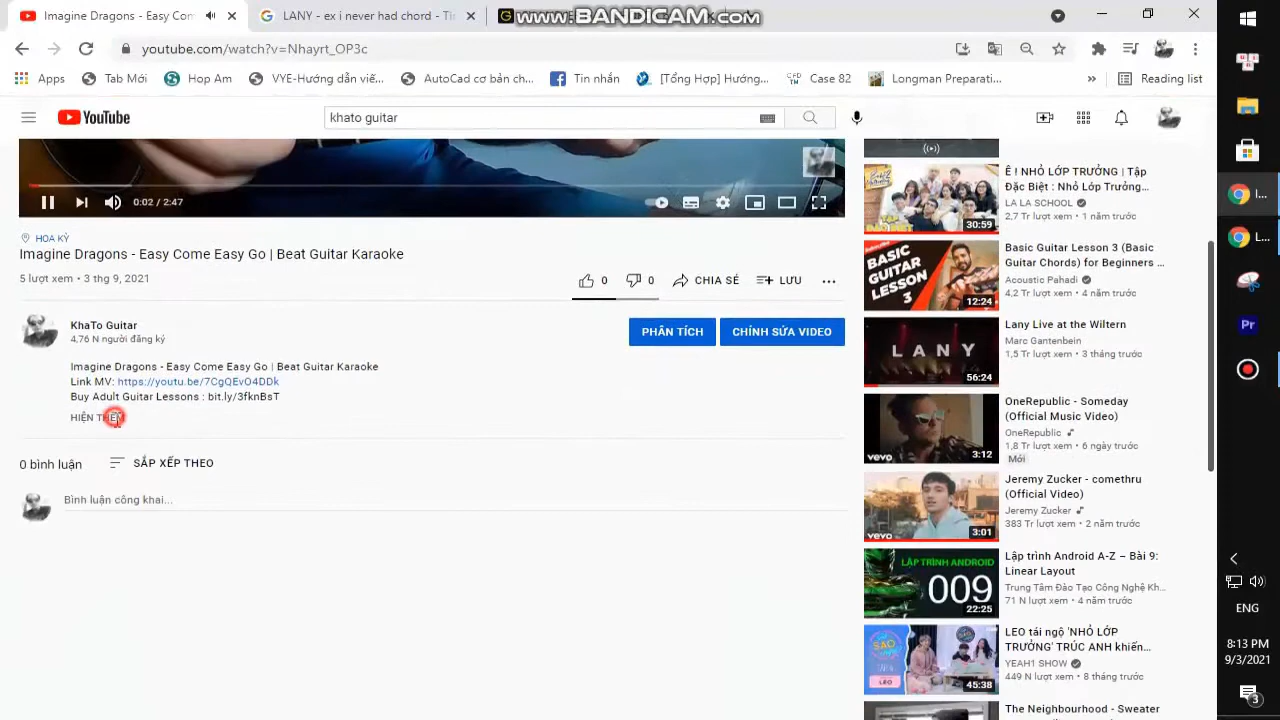 Imagine Dragons - Easy Com
LANY - ex i never had chord - T
www.BANDICAM.com
youtube.com/watch?v=Nhayrt_OP3c
Apps
Tab Mới
Hop Am
VYE-Hướng dẫn viế...
AutoCad cơ bản ch...
Tin nhắn
[Tổng Hợp] Hướng...
Case 82
Longman Preparati...
»
Reading list
YouTube
khato guitar
0:02 / 2:47
HOA KỲ
Imagine Dragons - Easy Come Easy Go | Beat Guitar Karaoke
5 lượt xem • 3 thg 9, 2021
0
0
CHIA SẺ
LƯU
KhaTo Guitar
4,76 N người đăng ký
PHÂN TÍCH
CHỈNH SỬA VIDEO
Imagine Dragons - Easy Come Easy Go | Beat Guitar Karaoke
Link MV: https://youtu.be/7CgQEvO4DDk
Buy Adult Guitar Lessons : bit.ly/3fknBsT
HIỆN THÊM
0 bình luận
SẮP XẾP THEO
Bình luận công khai...
30:59
Ê ! NHỎ LỚP TRƯỞNG | Tập
Đặc Biệt : Nhỏ Lớp Trưởng...
LA LA SCHOOL
2,7 Tr lượt xem • 1 năm trước
BASIC
GUITAR
LESSON
3
12:24
Basic Guitar Lesson 3 (Basic
Guitar Chords) for Beginners ...
Acoustic Pahadi
4,2 Tr lượt xem • 4 năm trước
LANY
56:24
Lany Live at the Wiltern
Marc Gantenbein
1,5 Tr lượt xem • 3 tháng trước
vevo
3:12
OneRepublic - Someday
(Official Music Video)
OneRepublic
1,8 Tr lượt xem • 6 ngày trước
Mới
vevo
3:01
Jeremy Zucker - comethru
(Official Video)
Jeremy Zucker
383 Tr lượt xem • 2 năm trước
LẬP TRÌNH ANDROID
009
22:25
Lập trình Android A-Z – Bài 9:
Linear Layout
Trung Tâm Đào Tạo Công Nghệ Kh...
71 N lượt xem • 4 năm trước
LEO
45:38
LEO tái ngộ 'NHỎ LỚP
TRƯỞNG' TRÚC ANH khiến...
YEAH1 SHOW
449 N lượt xem • 8 tháng trước
The Neighbourhood - Sweater
I...
L...
Pr
ENG
8:13 PM
9/3/2021
3